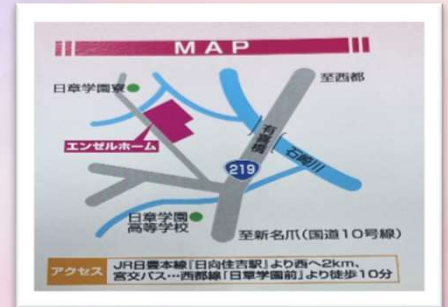 MAP
日章学園寮
至西都
エンゼルホーム
有喜橋
石崎川
219
日章学園
高等学校
至新名爪(国道10号線)
アクセス
JR日豊本線「日向住吉駅」より西へ2km、
宮交バス…西都線「日章学園前」より徒歩10分